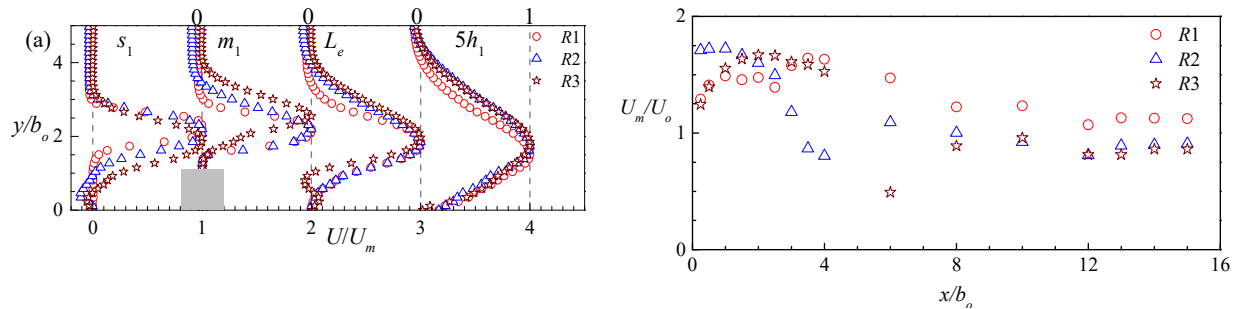 0 0 0 1
(a) s1 m1 Le 5h1
R1
R2
R3
4
y/bo
2
0
0 1 2 3 4
U/Um
2
R1
R2
R3
Um/Uo
1
0
0 4 8 12 16
x/bo